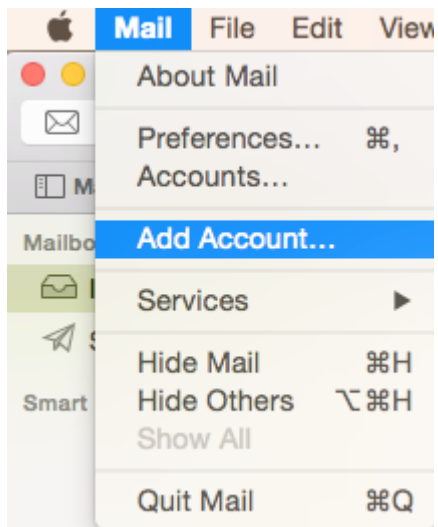 Mail File Edit View
About Mail
Preferences... ⌘,
Accounts...
Add Account...
Services ▶
Hide Mail ⌘H
Hide Others ⌥⌘H
Show All
Quit Mail ⌘Q
Mailbo
Smart